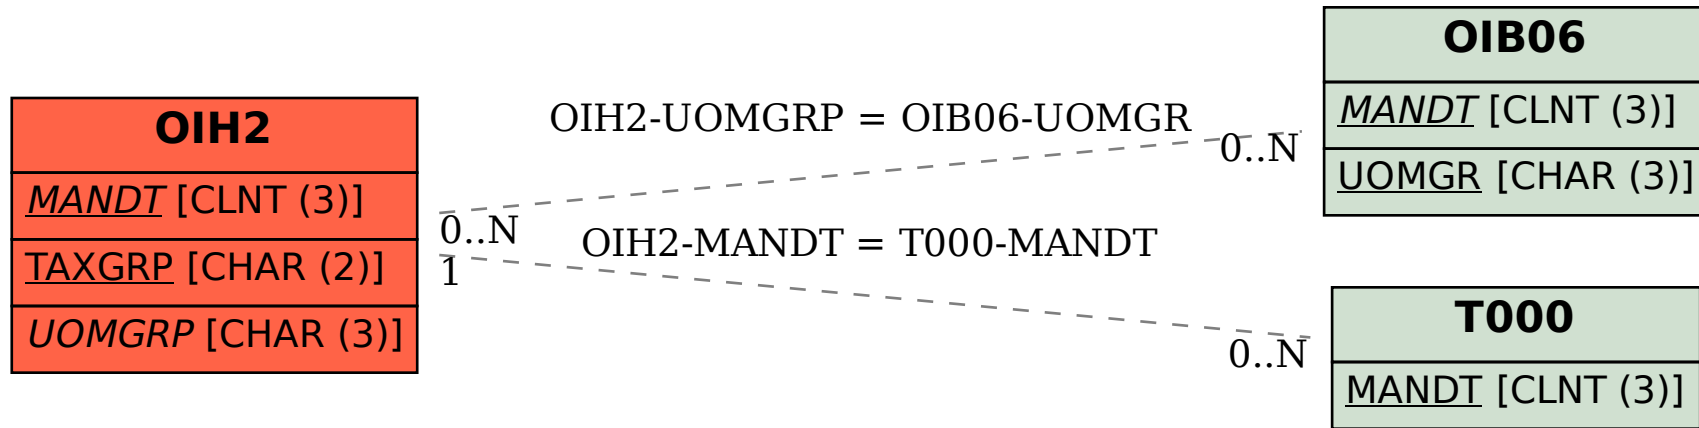 OIH2
MANDT [CLNT (3)]
TAXGRP [CHAR (2)]
UOMGRP [CHAR (3)]
OIH2-UOMGRP = OIB06-UOMGR
0..N
0..N
OIH2-MANDT = T000-MANDT
1
0..N
OIB06
MANDT [CLNT (3)]
UOMGR [CHAR (3)]
T000
MANDT [CLNT (3)]